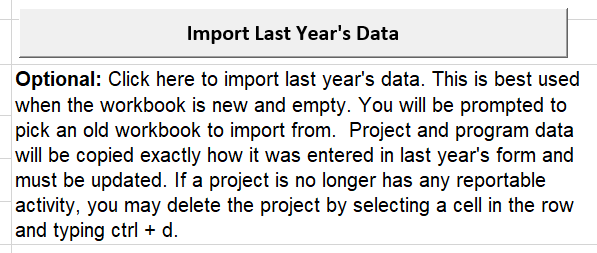 Import Last Year's Data
Optional: Click here to import last year's data. This is best used
when the workbook is new and empty. You will be prompted to
pick an old workbook to import from.  Project and program data
will be copied exactly how it was entered in last year's form and
must be updated. If a project is no longer has any reportable
activity, you may delete the project by selecting a cell in the row
and typing ctrl + d.